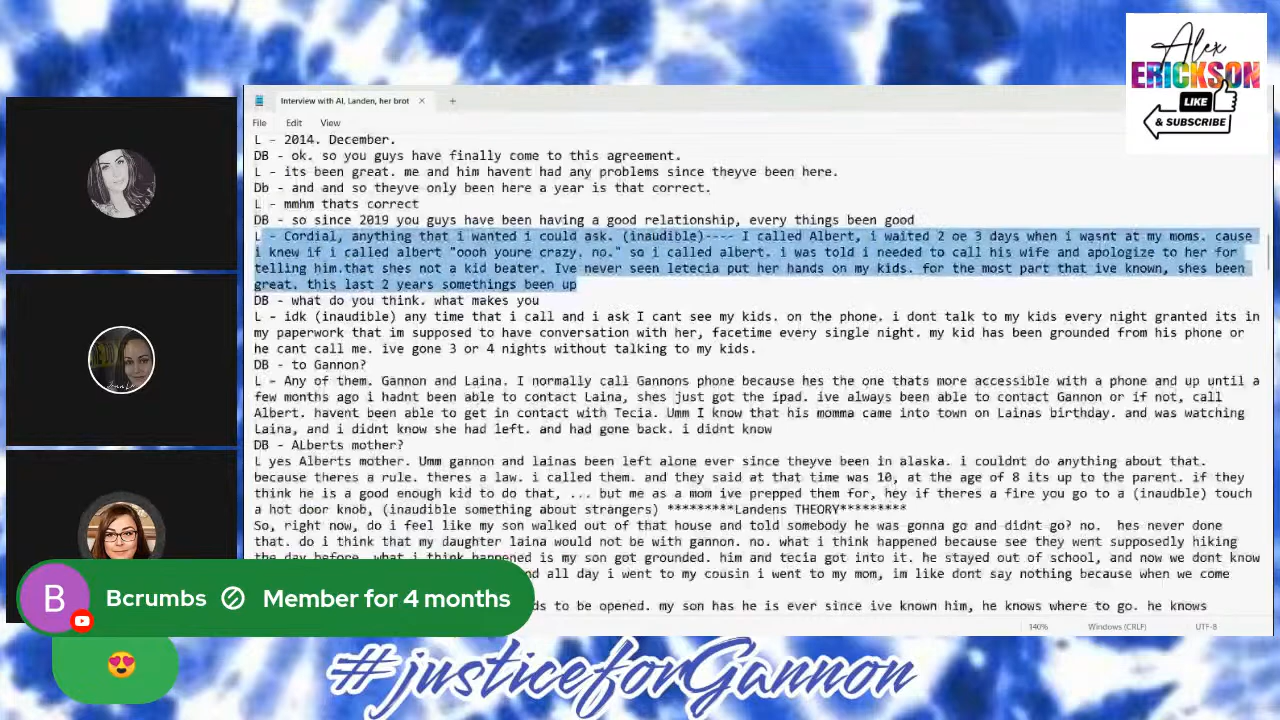 Alex
ERICKSON
LIKE
& SUBSCRIBE
Interview with Al, Landen, her brot
File Edit View
L - 2014. December.
DB - ok. so you guys have finally come to this agreement.
L - its been great. me and him havent had any problems since theyve been here.
Db - and and so theyve only been here a year is that correct.
L - mmhm thats correct
DB - so since 2019 you guys have been having a good relationship, every things been good
L - Cordial, anything that i wanted i could ask. (inaudible)---- I called Albert, i waited 2 oe 3 days when i wasnt at my moms. cause
i knew if i called albert "oooh youre crazy. no." so i called albert. i was told i needed to call his wife and apologize to her for
telling him.that shes not a kid beater. Ive never seen letecia put her hands on my kids. for the most part that ive known, shes been
great. this last 2 years somethings been up
DB - what do you think. what makes you
L - idk (inaudible) any time that i call and i ask I cant see my kids. on the phone. i dont talk to my kids every night granted its in
my paperwork that im supposed to have conversation with her, facetime every single night. my kid has been grounded from his phone or
he cant call me. ive gone 3 or 4 nights without talking to my kids.
DB - to Gannon?
L - Any of them. Gannon and Laina. I normally call Gannons phone because hes the one thats more accessible with a phone and up until a
few months ago i hadnt been able to contact Laina, shes just got the ipad. ive always been able to contact Gannon or if not, call
Albert. havent been able to get in contact with Tecia. Umm I know that his momma came into town on Lainas birthday. and was watching
Laina, and i didnt know she had left. and had gone back. i didnt know
DB - ALberts mother?
L yes Alberts mother. Umm gannon and lainas been left alone ever since theyve been in alaska. i couldnt do anything about that.
because theres a rule. theres a law. i called them. and they said at that time was 10, at the age of 8 its up to the parent. if they
think he is a good enough kid to do that, ... but me as a mom ive prepped them for, hey if theres a fire you go to a (inaudble) touch
a hot door knob, (inaudible something about strangers) *********Landens THEORY*********
So, right now, do i feel like my son walked out of that house and told somebody he was gonna go and didnt go? no. hes never done
that. do i think that my daughter laina would not be with gannon. no. what i think happened because see they went supposedly hiking
the day before. what i think happened is my son got grounded. him and tecia got into it. he stayed out of school, and now we dont know
nd all day i went to my cousin i went to my mom, im like dont say nothing because when we come
ds to be opened. my son has he is ever since ive known him, he knows where to go. he knows
140% Windows (CRLF) UTF-8
B
Bcrumbs Member for 4 months
#justiceforGannon